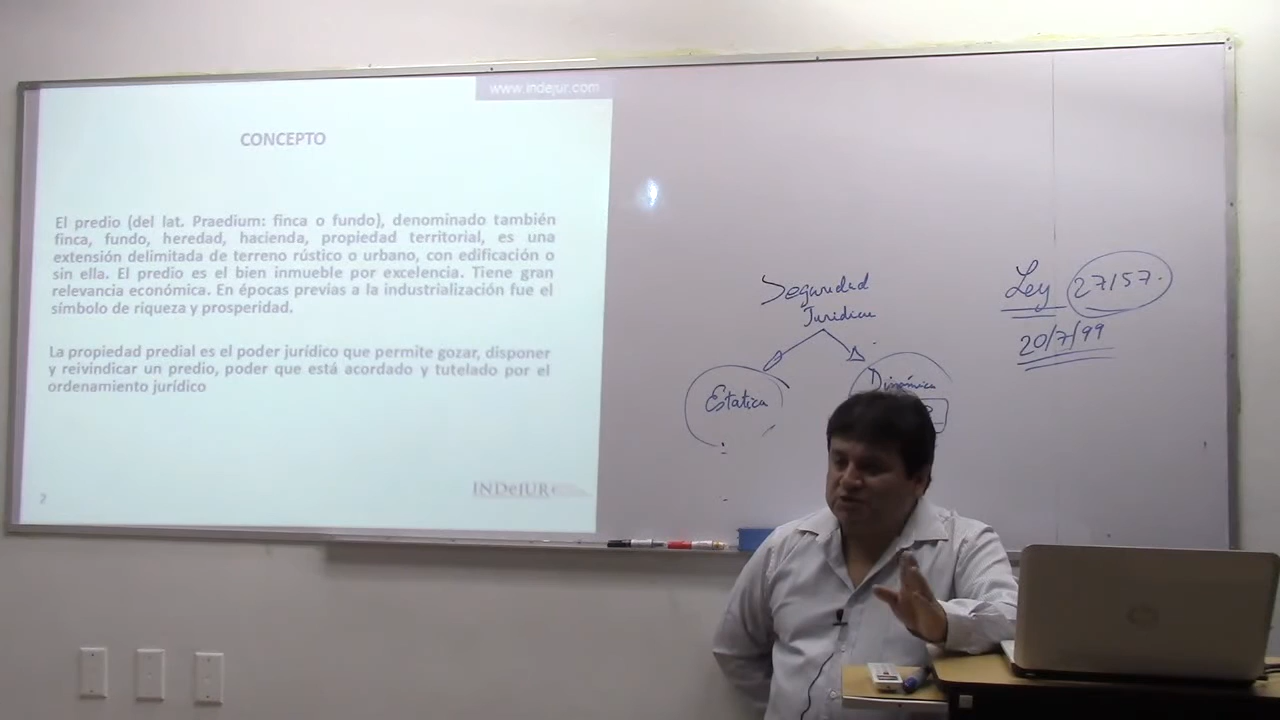 www.indejur.com
CONCEPTO
El predio (del lat. Praedium: finca o fundo), denominado también
finca, fundo, heredad, hacienda, propiedad territorial, es una
extensión delimitada de terreno rústico o urbano, con edificación o
sin ella. El predio es el bien inmueble por excelencia. Tiene gran
relevancia económica. En épocas previas a la industrialización fue el
símbolo de riqueza y prosperidad.
La propiedad predial es el poder jurídico que permite gozar, disponer
y reivindicar un predio, poder que está acordado y tutelado por el
ordenamiento jurídico
INDeJUR
2
Seguridad
Jurídica
Estatica
Dinámica
Ley 27157.
20/7/99